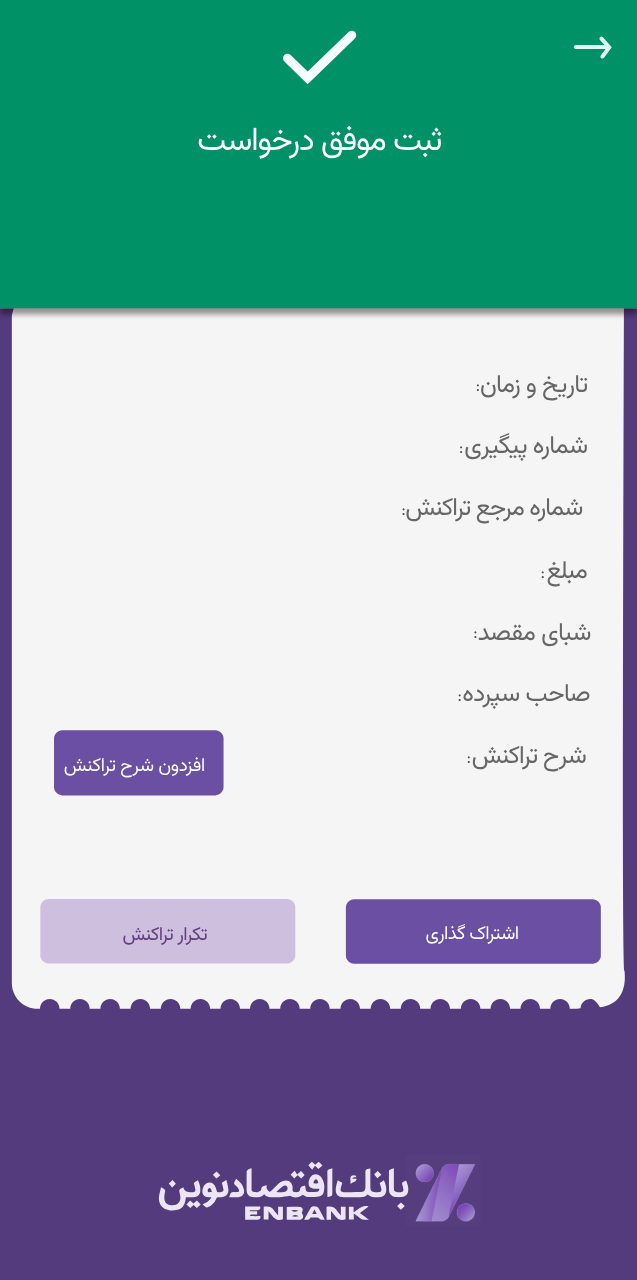 ثبت موفق درخواست
تاریخ و زمان:
شماره پیگیری:
شماره مرجع تراکنش:
مبلغ:
شبای مقصد:
صاحب سپرده:
شرح تراکنش:
افزدون شرح تراکنش
اشتراک گذاری
تکرار تراکنش
بانک‌اقتصادنوین
ENBANK